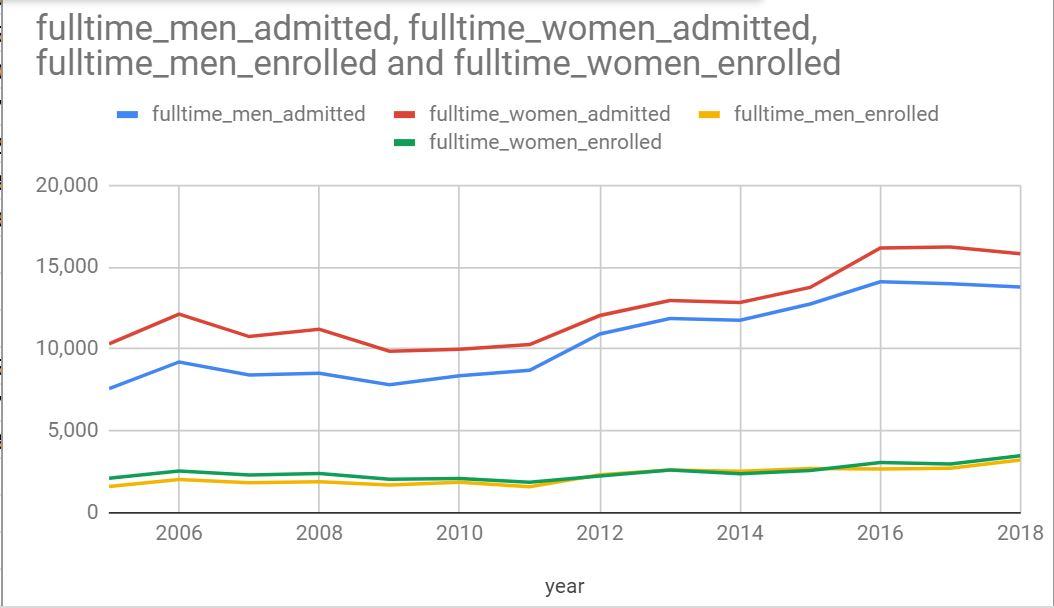 fulltime_men_admitted, fulltime_women_admitted,
fulltime_men_enrolled and fulltime_women_enrolled
fulltime_men_admitted fulltime_women_admitted fulltime_men_enrolled
fulltime_women_enrolled
20,000
15,000
10,000
5,000
0
2006 2008 2010 2012 2014 2016 2018
year